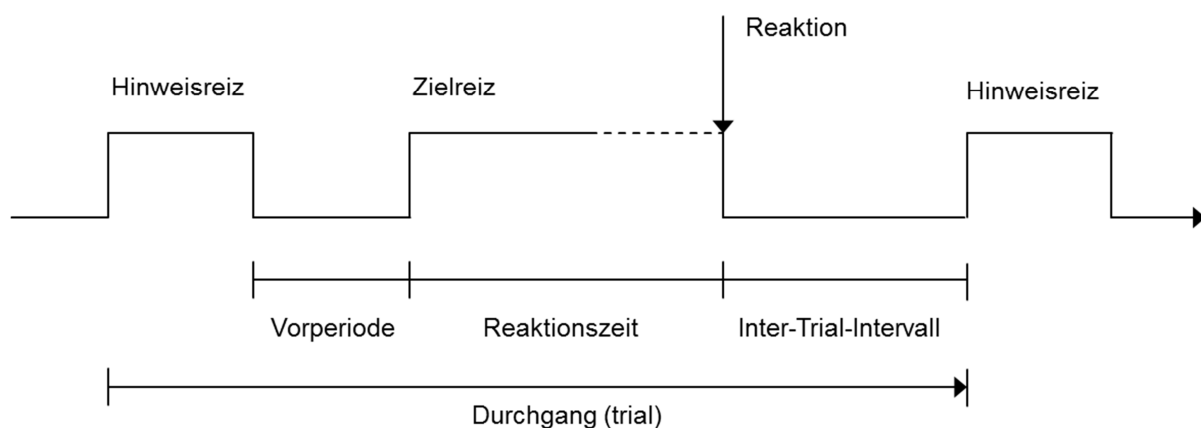 Reaktion
Hinweisreiz
Zielreiz
Hinweisreiz
Vorperiode
Reaktionszeit
Inter-Trial-Intervall
Durchgang (trial)